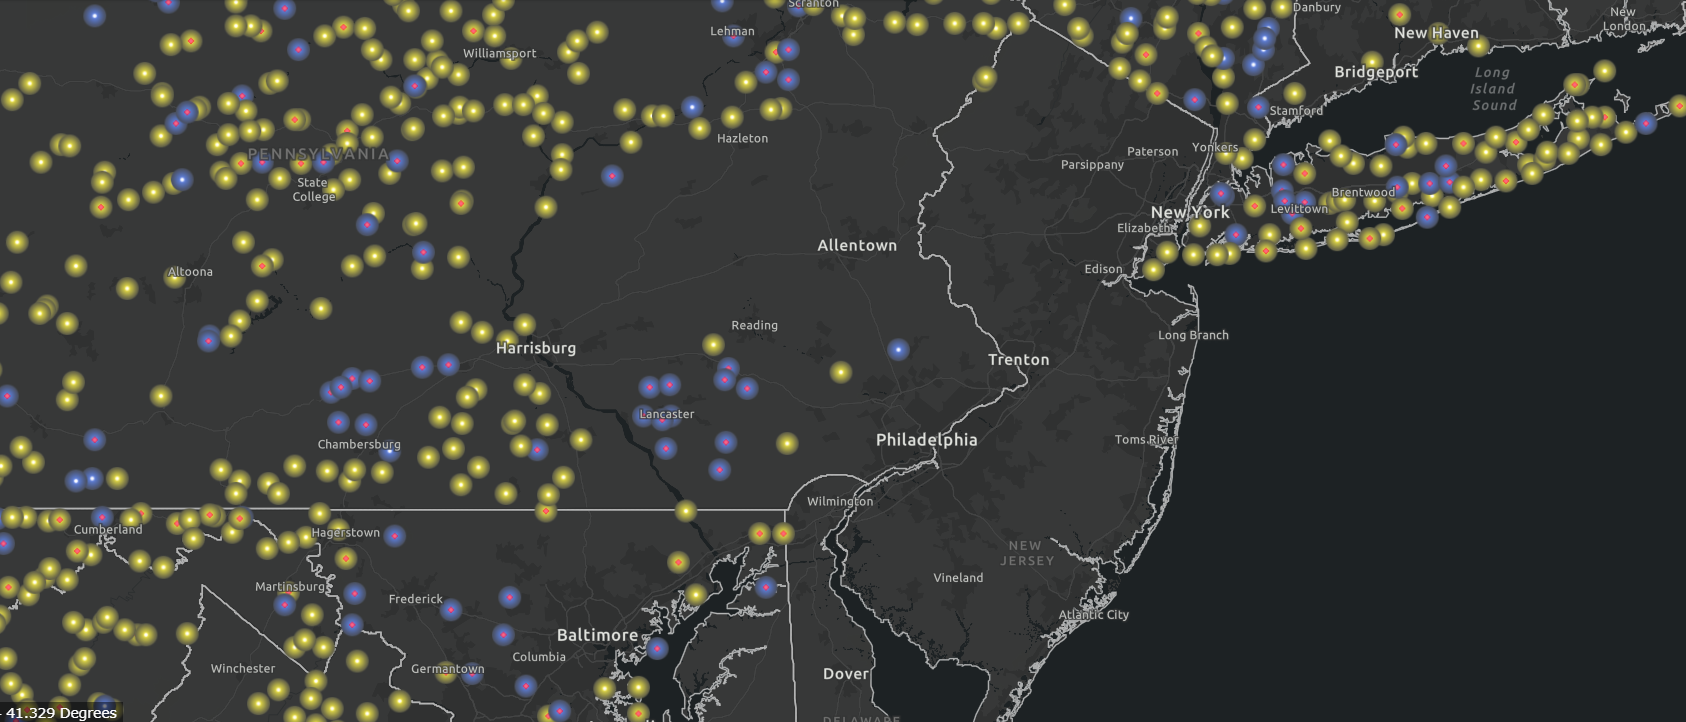 Scranton
Danbury
New
London
Lehman
New Haven
Williamsport
Bridgeport
Long
Island
Sound
Stamford
Hazleton
PENNSYLVANIA
Paterson
Yonkers
Parsippany
State
College
Brentwood
Levittown
New York
Elizabeth
Allentown
Altoona
Edison
Reading
Long Branch
Harrisburg
Trenton
Lancaster
Chambersburg
Philadelphia
Toms River
Wilmington
Cumberland
Hagerstown
NEW
JERSEY
Vineland
Martinsburg
Frederick
Atlantic City
Baltimore
Columbia
Winchester
Germantown
Dover
41.329 Degrees
DELAWARE